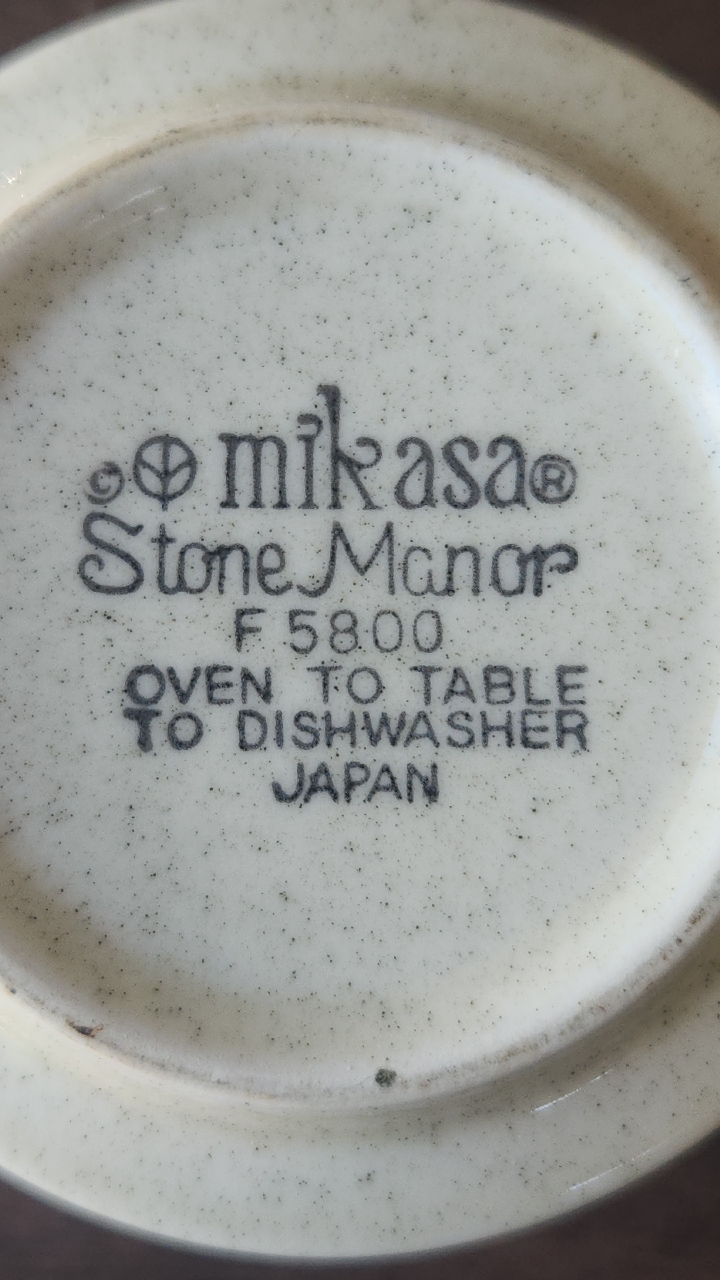 © mikasa®
Stone Manor
F 5800
OVEN TO TABLE
TO DISHWASHER
JAPAN